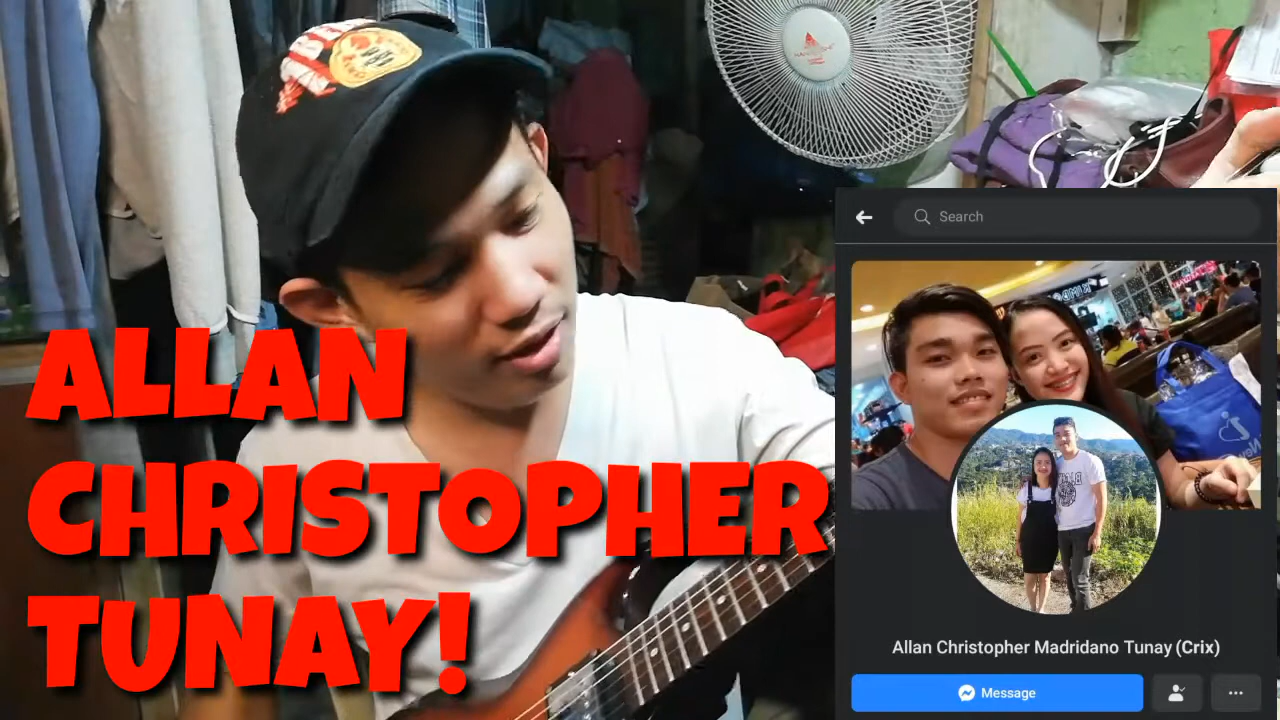 ALLAN
CHRISTOPHER
TUNAY!
Search
Allan Christopher Madridano Tunay (Crix)
Message